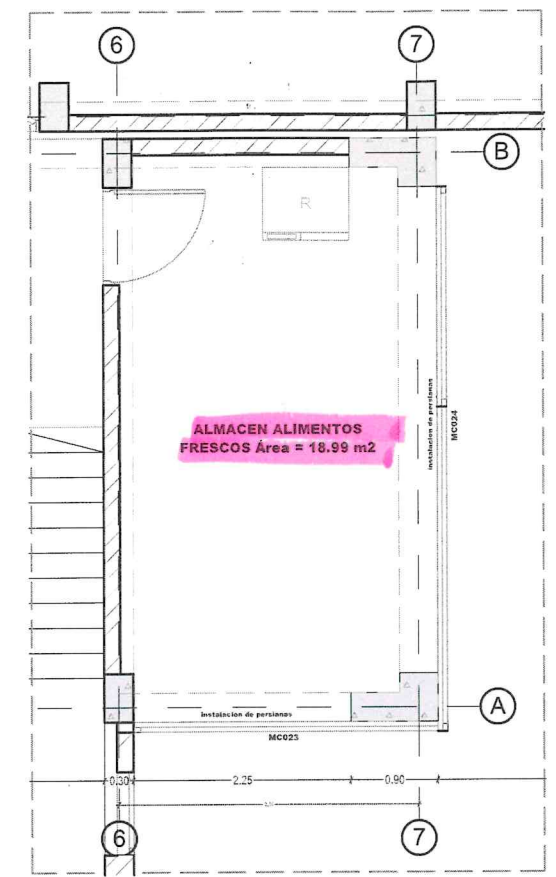 6
7
B
R
instalacion de persianas
MC024
ALMACEN ALIMENTOS
FRESCOS Área = 18.99 m2
A
instalacion de persianas
MC023
0.30
2.25
0.90
6
7